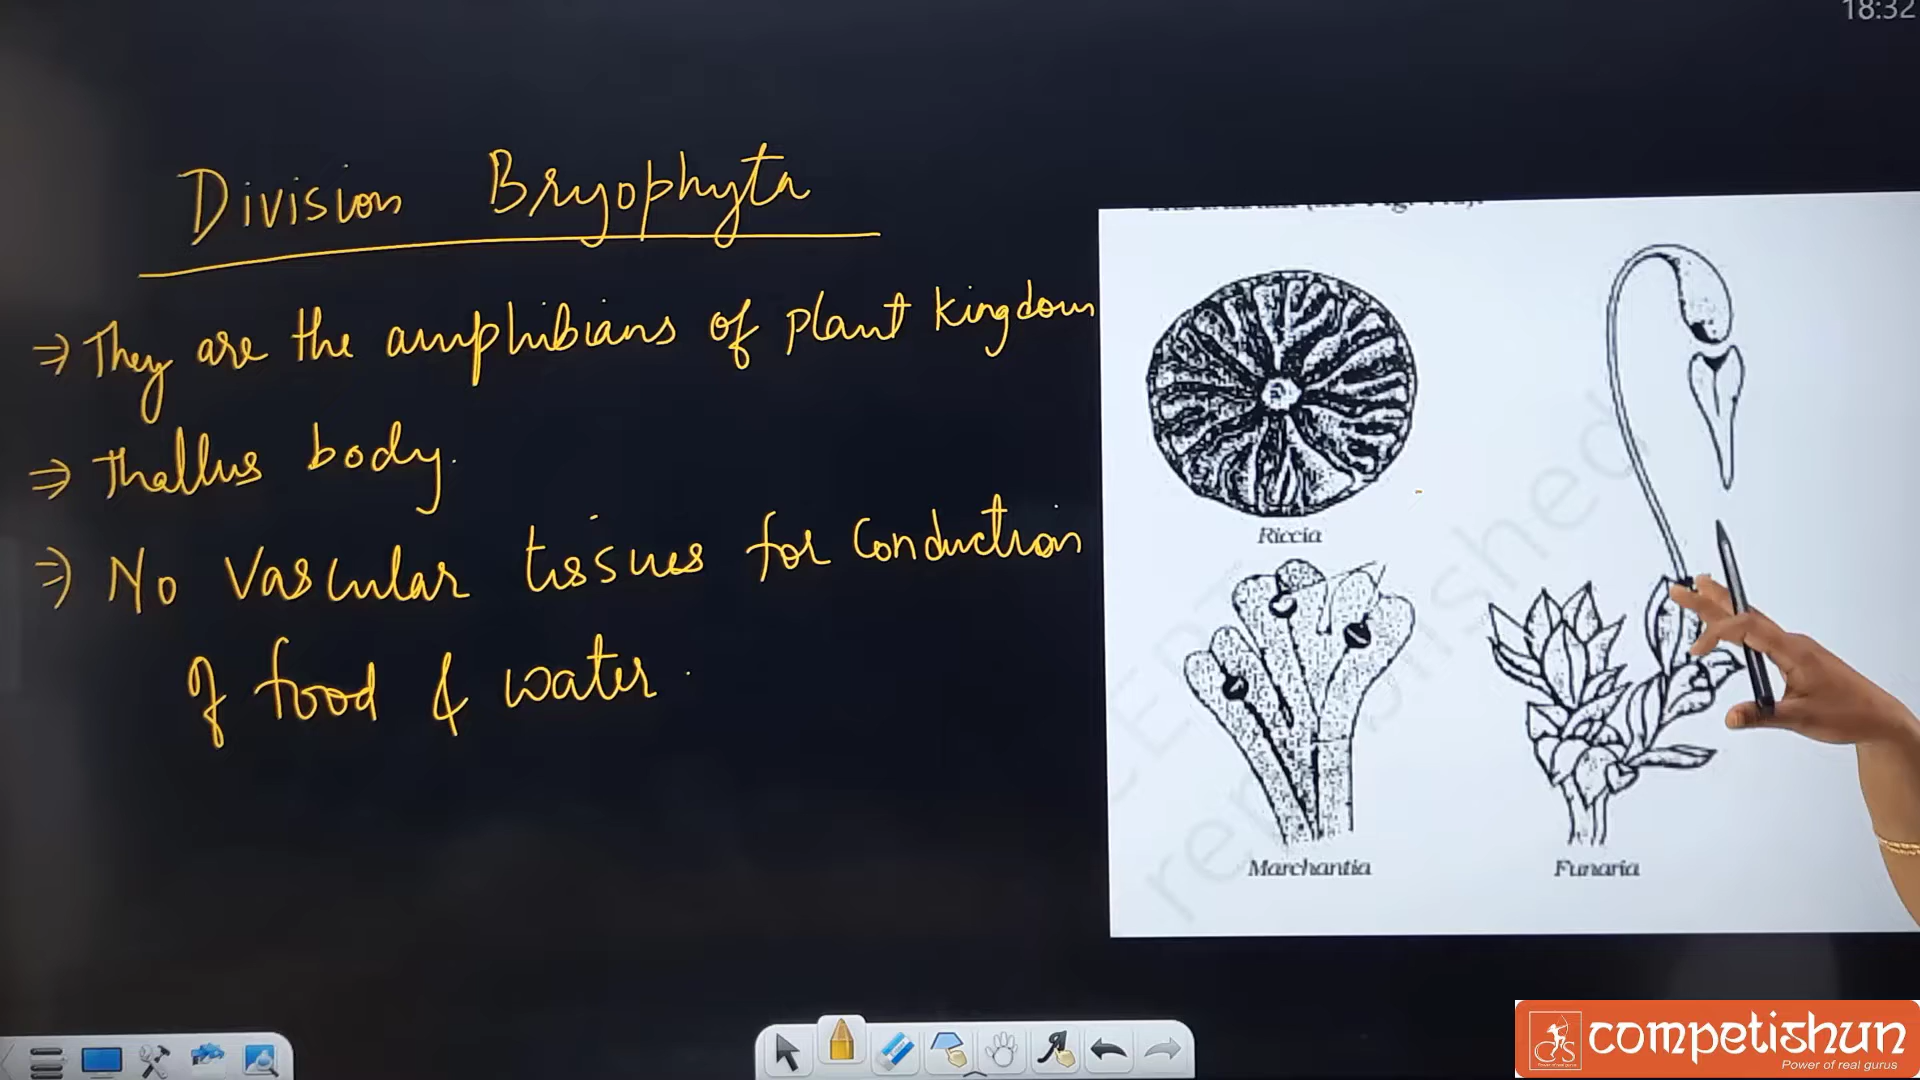 18:32
Division Bryophyta
⇒ They are the amphibians of plant kingdom
⇒ Thallus body.
⇒ No Vascular tissues for conduction
of food & water.
Riccia
Marchantia
Funaria
competishun
Power of real gurus